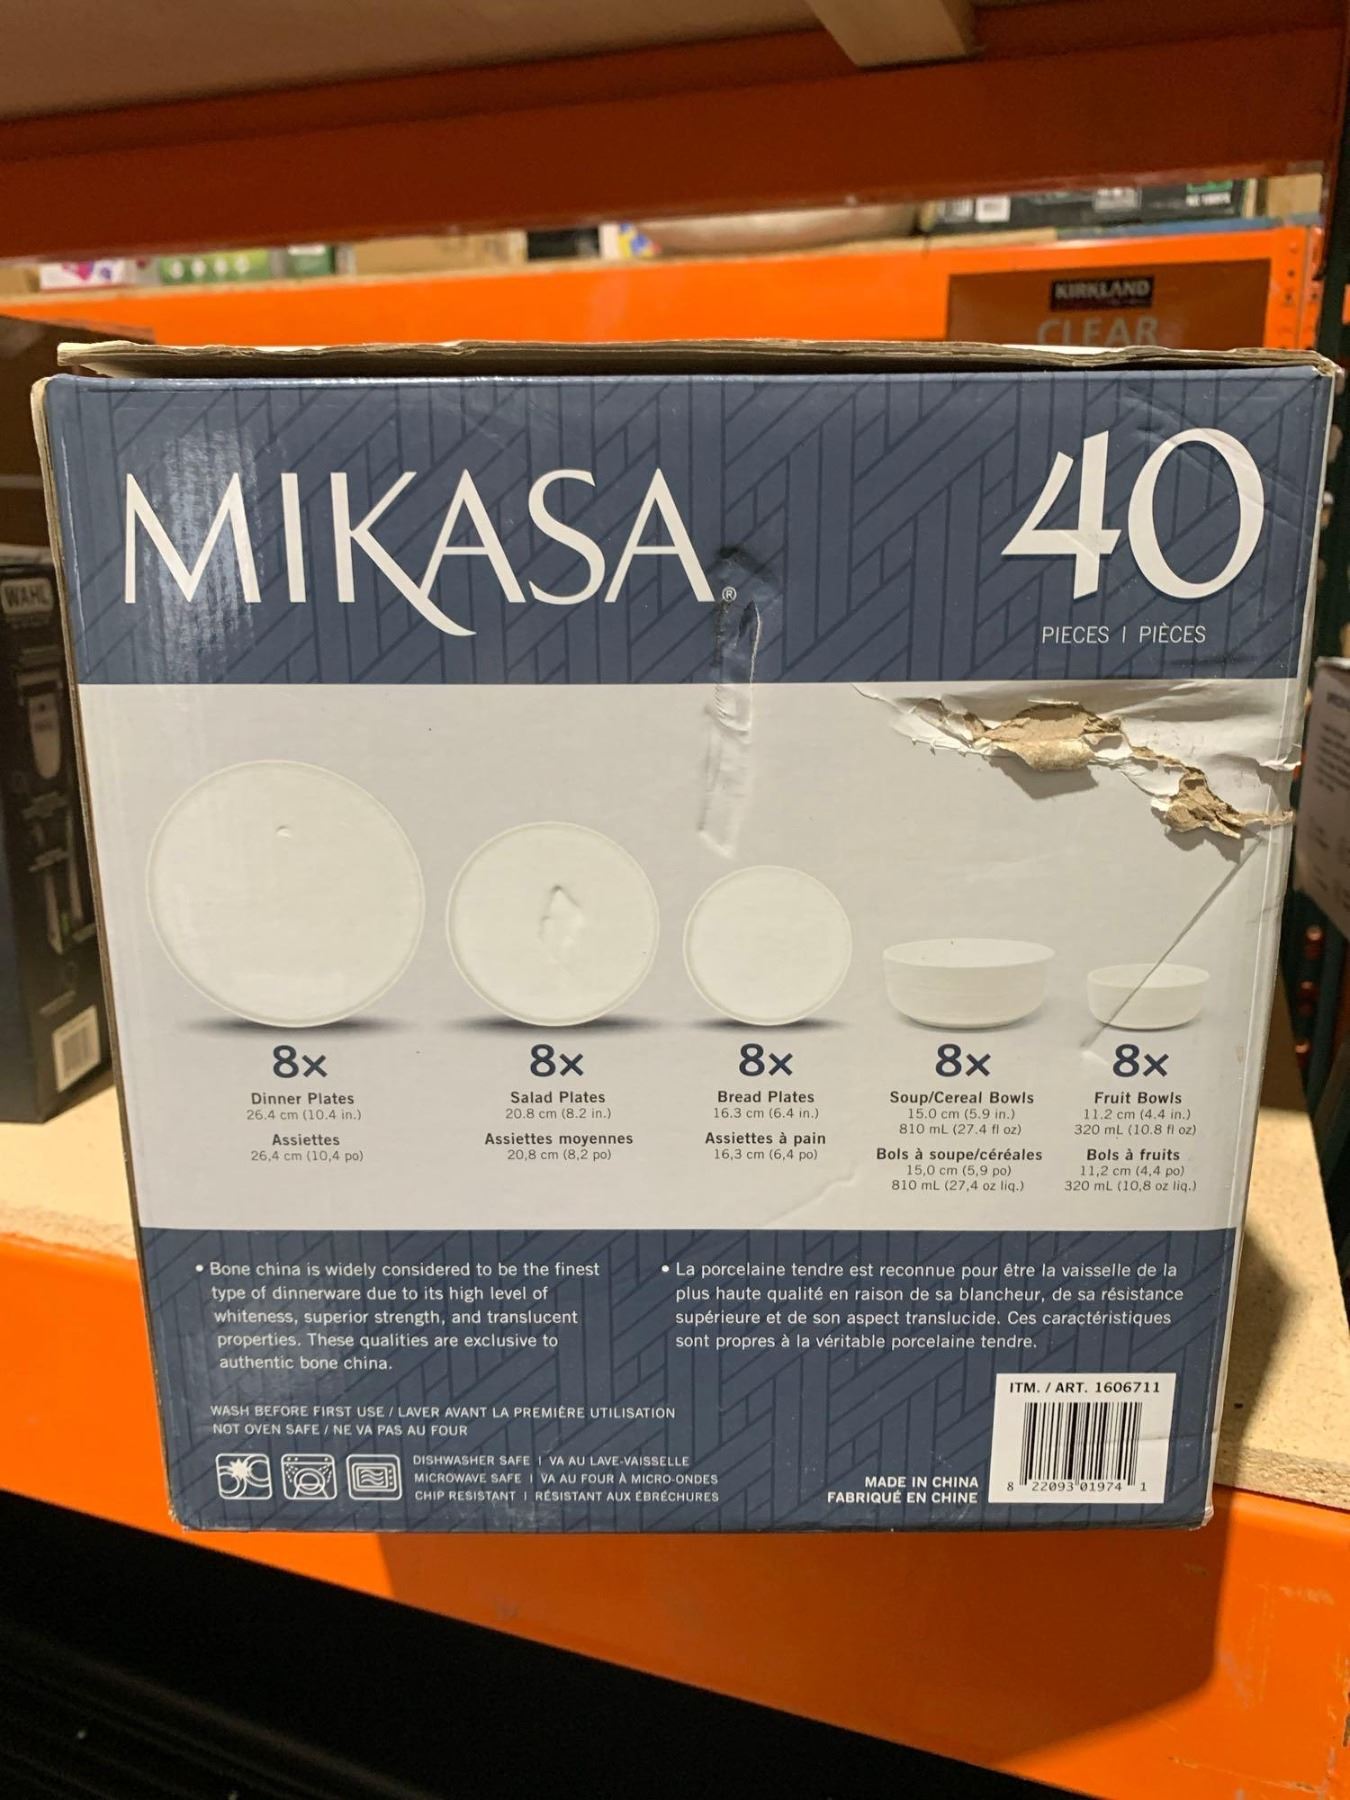 KIRKLAND
CLEAR
WAHL
MIKASA®
40
PIECES | PIÈCES
8x
Dinner Plates
26.4 cm (10.4 in.)
Assiettes
26,4 cm (10,4 po)
8x
Salad Plates
20.8 cm (8.2 in.)
Assiettes moyennes
20,8 cm (8,2 po)
8x
Bread Plates
16.3 cm (6.4 in.)
Assiettes à pain
16,3 cm (6,4 po)
8x
Soup/Cereal Bowls
15.0 cm (5.9 in.)
810 mL (27.4 fl oz)
Bols à soupe/céréales
15,0 cm (5,9 po)
810 mL (27,4 oz liq.)
8x
Fruit Bowls
11.2 cm (4.4 in.)
320 mL (10.8 fl oz)
Bols à fruits
11,2 cm (4,4 po)
320 mL (10,8 oz liq.)
• Bone china is widely considered to be the finest
type of dinnerware due to its high level of
whiteness, superior strength, and translucent
properties. These qualities are exclusive to
authentic bone china.
• La porcelaine tendre est reconnue pour être la vaisselle de la
plus haute qualité en raison de sa blancheur, de sa résistance
supérieure et de son aspect translucide. Ces caractéristiques
sont propres à la véritable porcelaine tendre.
WASH BEFORE FIRST USE / LAVER AVANT LA PREMIÈRE UTILISATION
NOT OVEN SAFE / NE VA PAS AU FOUR
DISHWASHER SAFE | VA AU LAVE-VAISSELLE
MICROWAVE SAFE | VA AU FOUR À MICRO-ONDES
CHIP RESISTANT | RÉSISTANT AUX ÉBRÉCHURES
MADE IN CHINA
FABRIQUÉ EN CHINE
ITM. / ART. 1606711
8 22093 01974 1